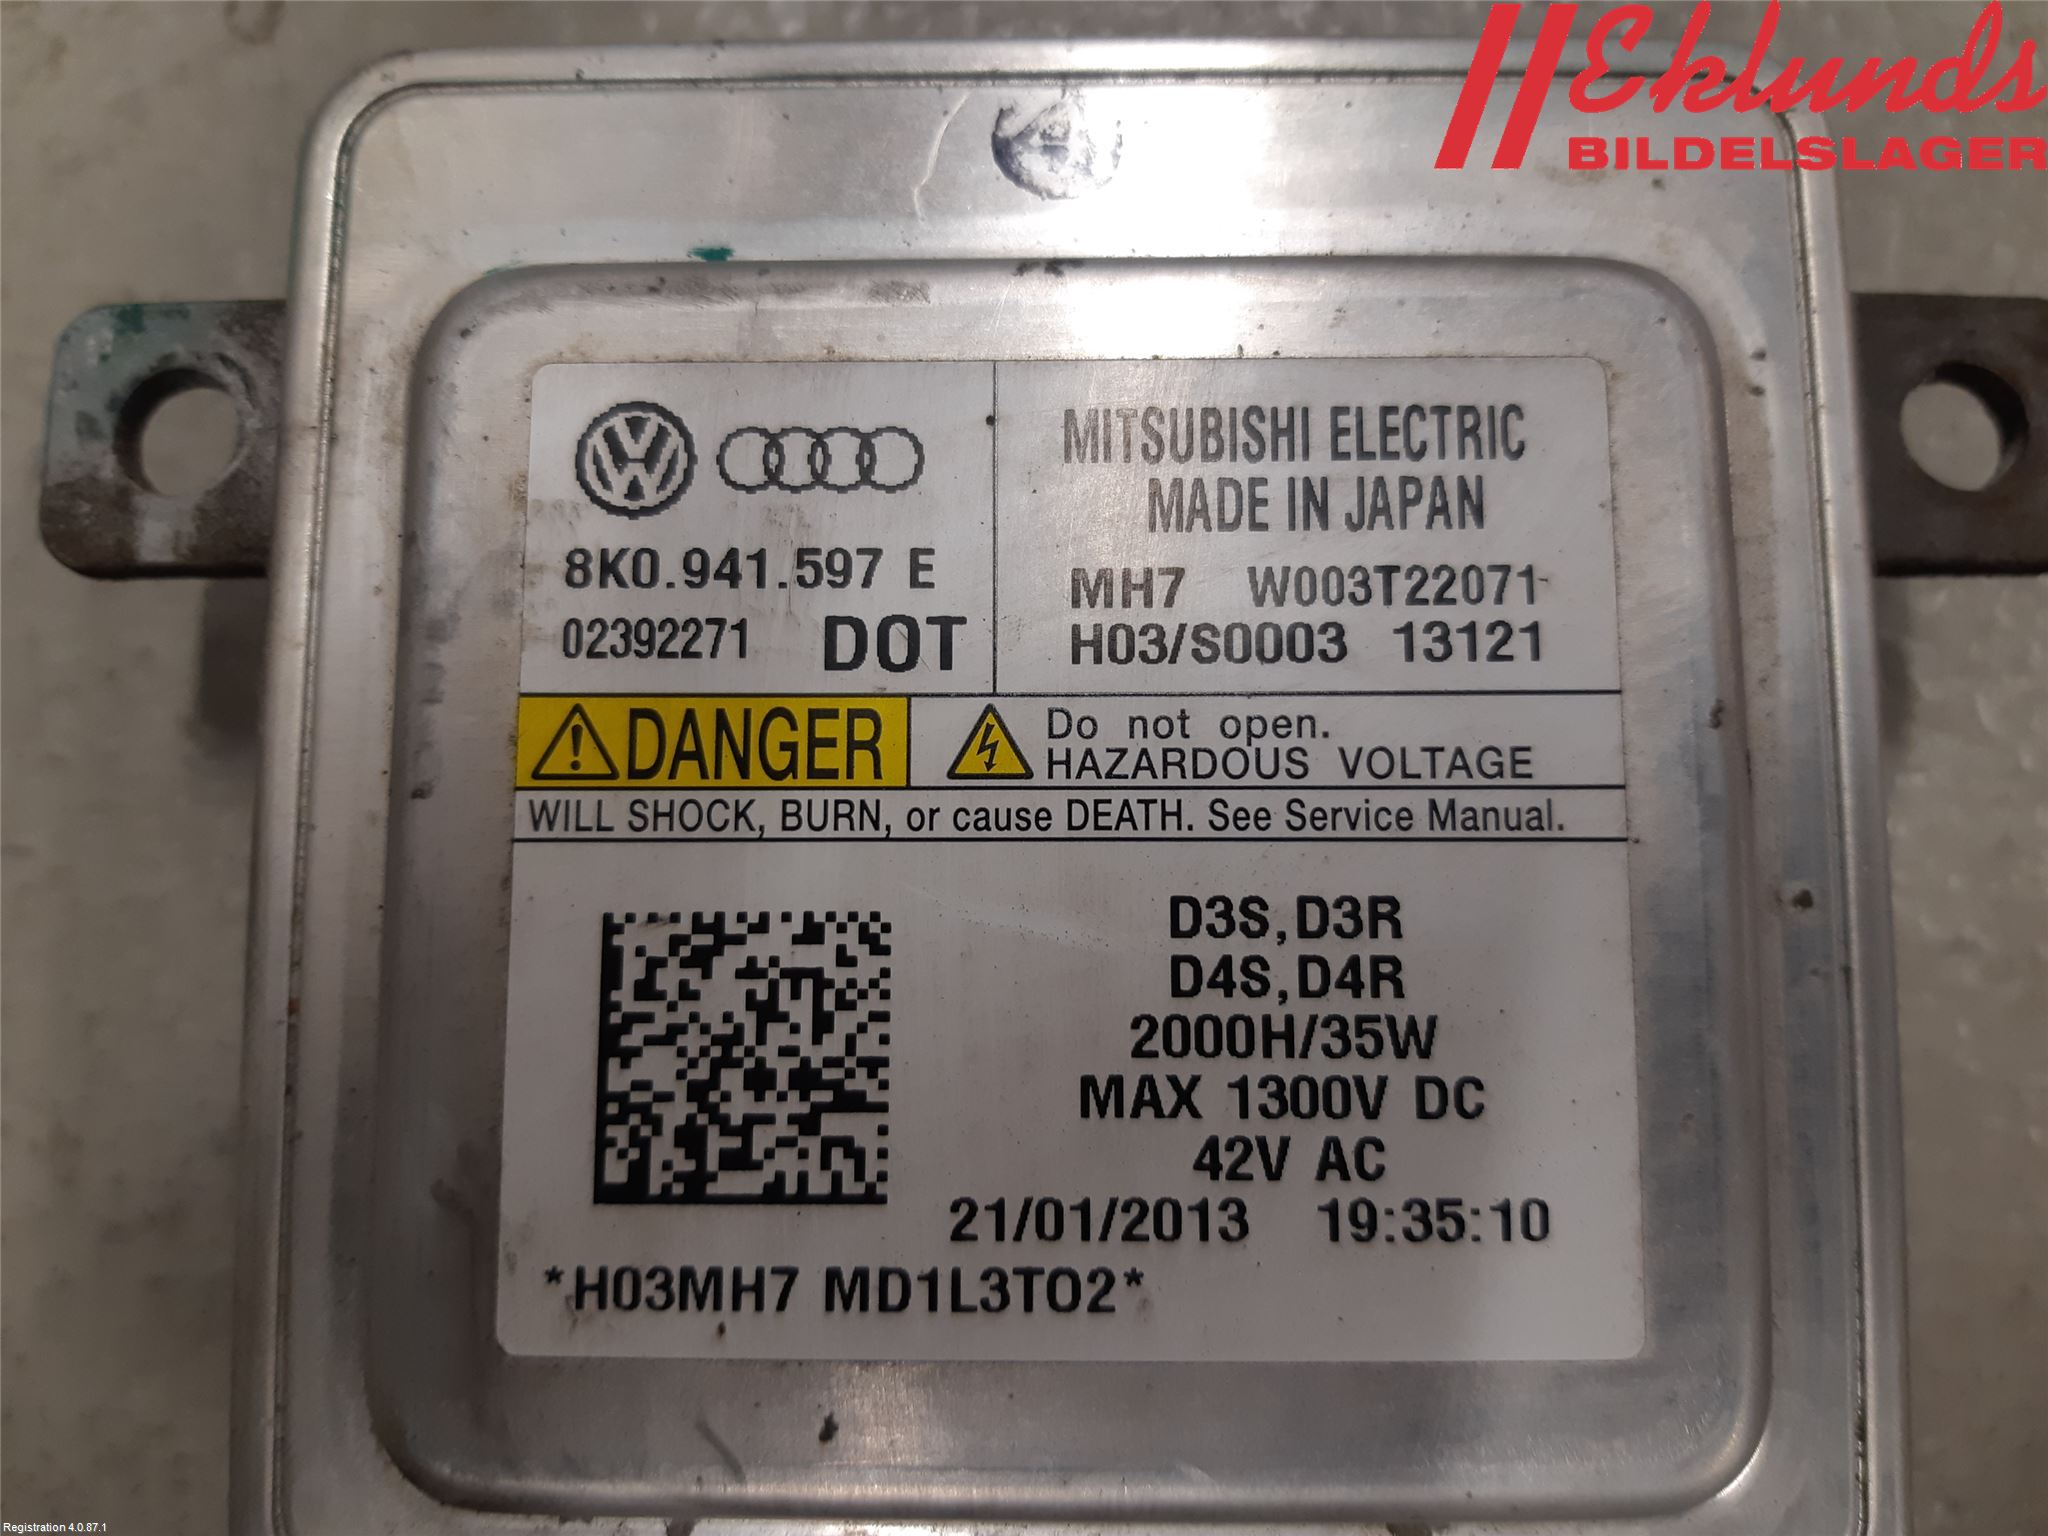 Eklunds
BILDELSLAGER
8K0.941.597 E
02392271 DOT
MITSUBISHI ELECTRIC
MADE IN JAPAN
MH7 W003T22071
H03/S0003 13121
DANGER
Do not open.
HAZARDOUS VOLTAGE
WILL SHOCK, BURN, or cause DEATH. See Service Manual.
D3S,D3R
D4S,D4R
2000H/35W
MAX 1300V DC
42V AC
21/01/2013 19:35:10
*H03MH7 MD1L3T02*
Registration 4.0.87.1